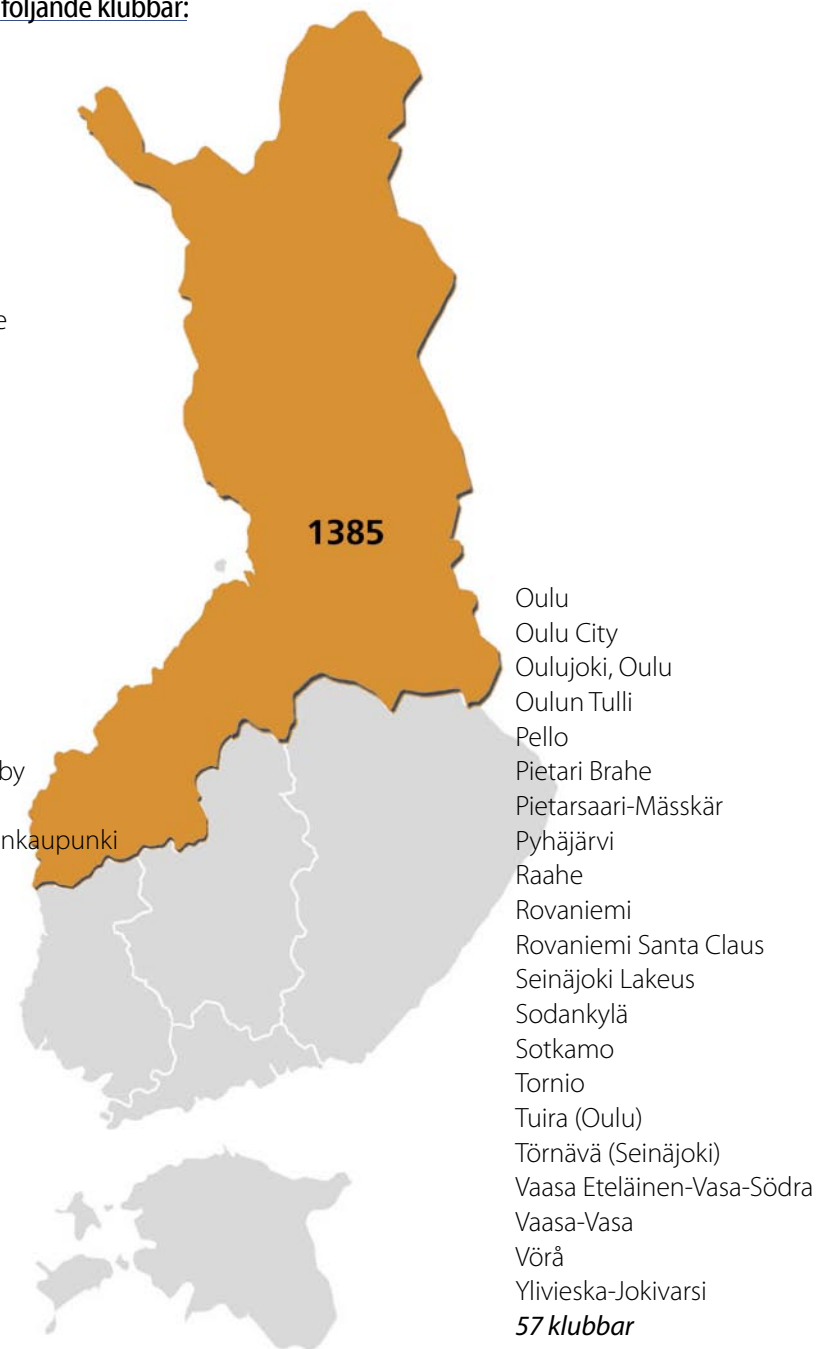 följande klubbar:
e
1385
by
nkaupunki
Oulu
Oulu City
Oulujoki, Oulu
Oulun Tulli
Pello
Pietari Brahe
Pietarsaari-Mässkär
Pyhäjärvi
Raahe
Rovaniemi
Rovaniemi Santa Claus
Seinäjoki Lakeus
Sodankylä
Sotkamo
Tornio
Tuira (Oulu)
Törnävä (Seinäjoki)
Vaasa Eteläinen-Vasa-Södra
Vaasa-Vasa
Vörå
Ylivieska-Jokivarsi
57 klubbar